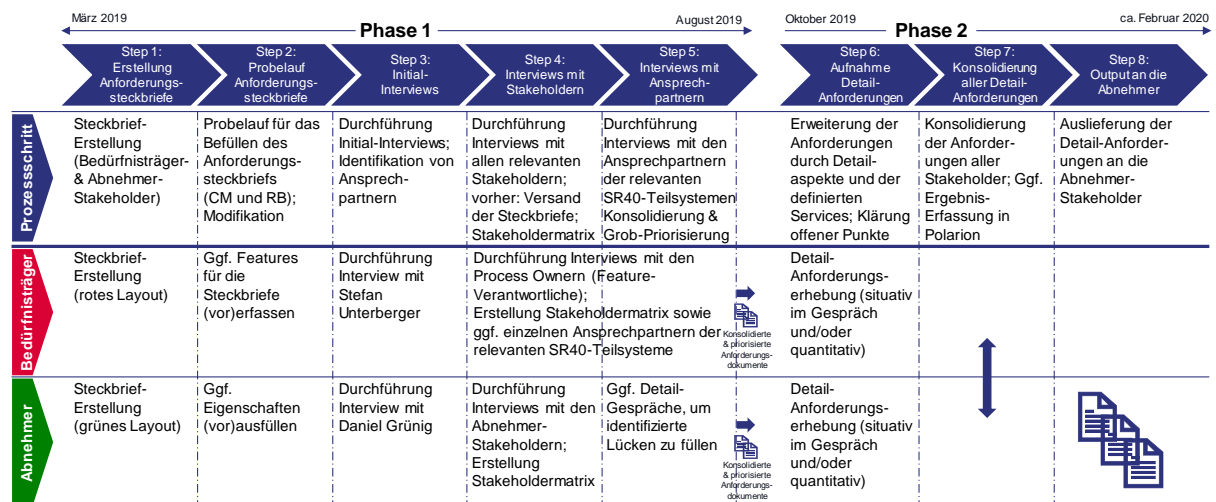 März 2019
Phase 1
August 2019
Oktober 2019
Phase 2
ca. Februar 2020
Step 1:
Erstellung
Anforderungs-
steckbriefe
Step 2:
Probelauf
Anforderungs-
steckbriefe
Step 3:
Initial-
Interviews
Step 4:
Interviews mit
Stakeholdern
Step 5:
Interviews mit
Ansprech-
partnern
Step 6:
Aufnahme
Detail-
Anforderungen
Step 7:
Konsolidierung
aller Detail-
Anforderungen
Step 8:
Output an die
Abnehmer
Prozessschritt
Steckbrief-
Erstellung
(Bedürfnisträger-
& Abnehmer-
Stakeholder)
Probelauf für das
Befüllen des
Anforderungs-
steckbriefs
(CM und RB);
Modifikation
Durchführung
Initial-Interviews;
Identifikation von
Ansprech-
partnern
Durchführung
Interviews mit
allen relevanten
Stakeholdern;
vorher: Versand
der Steckbriefe;
Stakeholdermatrix
Durchführung
Interviews mit den
Ansprechpartnern
der relevanten
SR40-Teilsystemen
Konsolidierung &
Grob-Priorisierung
Erweiterung der
Anforderungen
durch Detail-
aspekte und der
definierten
Services; Klärung
offener Punkte
Konsolidierung
der Anforder-
ungen aller
Stakeholder; Ggf.
Ergebnis-
Erfassung in
Polarion
Auslieferung der
Detail-Anforder-
ungen an die
Abnehmer-
Stakeholder
Bedürfnisträger
Steckbrief-
Erstellung
(rotes Layout)
Ggf. Features
für die
Steckbriefe
(vor)erfassen
Durchführung
Interview mit
Stefan
Unterberger
Durchführung Interviews mit den
Process Ownern (Feature-
Verantwortliche);
Erstellung Stakeholdermatrix sowie
ggf. einzelnen Ansprechpartnern der
relevanten SR40-Teilsysteme
Konsolidierte
& priorisierte
Anforderungs-
dokumente
Detail-
Anforderungs-
erhebung (situativ
im Gespräch
und/oder
quantitativ)
Abnehmer
Steckbrief-
Erstellung
(grünes Layout)
Ggf.
Eigenschaften
(vor)ausfüllen
Durchführung
Interview mit
Daniel Grünig
Durchführung
Interviews mit den
Abnehmer-
Stakeholdern;
Erstellung
Stakeholdermatrix
Ggf. Detail-
Gespräche, um
identifizierte
Lücken zu füllen
Konsolidierte
& priorisierte
Anforderungs-
dokumente
Detail-
Anforderungs-
erhebung (situativ
im Gespräch
und/oder
quantitativ)